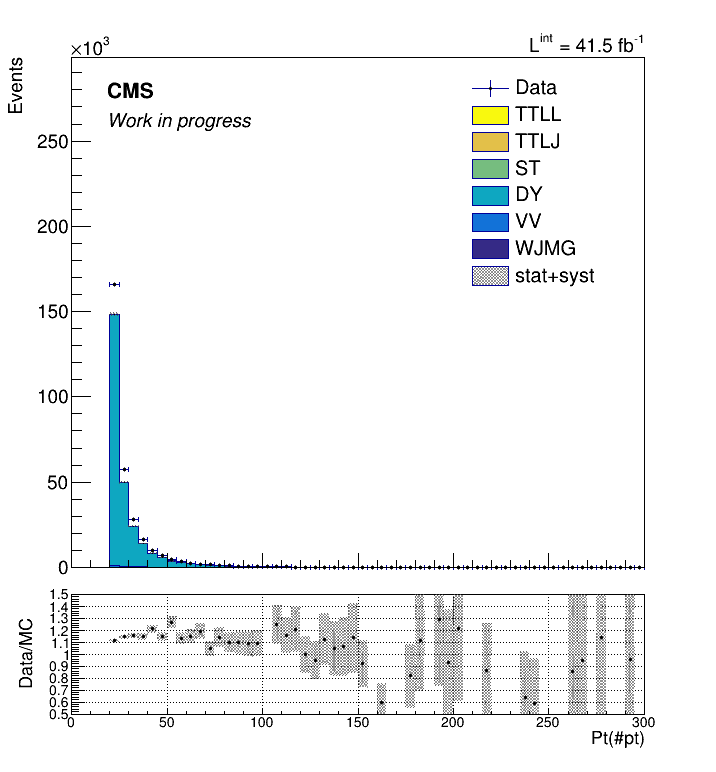 ×10³
L^int = 41.5 fb⁻¹
Events
CMS
Work in progress
Data
TTLL
TTLJ
ST
DY
VV
WJMG
stat+syst
250
200
150
100
50
0
Data/MC
1.5
1.4
1.3
1.2
1.1
0.9
0.8
0.7
0.6
0.5
0 50 100 150 200 250 300
Pt(#pt)